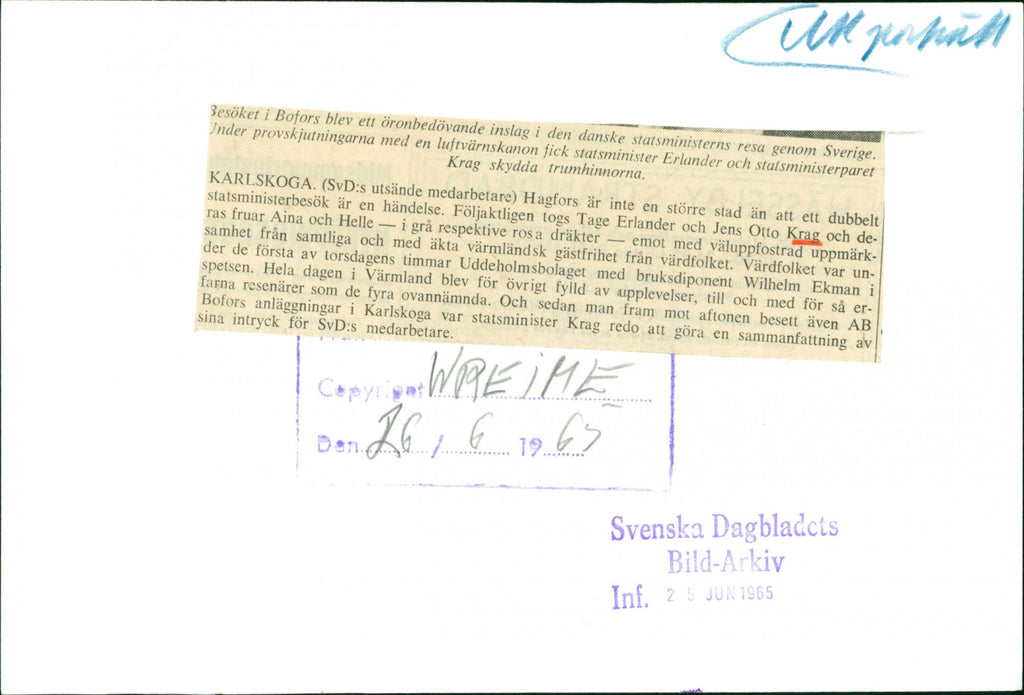 porträtt
Besöket i Bofors blev ett öronbedövande inslag i den danske statsministerns resa genom Sverige.
Under provskjutningarna med en luftvärnskanon fick statsminister Erlander och statsministerparet
Krag skydda trumhinnorna.
KARLSKOGA. (SvD:s utsände medarbetare) Hagfors är inte en större stad än att ett dubbelt
statsministerbesök är en händelse. Följaktligen togs Tage Erlander och Jens Otto Krag och de-
ras fruar Aina och Helle — i grå respektive rosa dräkter — emot med väluppfostrad uppmärk-
samhet från samtliga och med äkta värmländsk gästfrihet från värdfolket. Värdfolket var un-
der de första av torsdagens timmar Uddeholmsbolaget med bruksdiponent Wilhelm Ekman i
spetsen. Hela dagen i Värmland blev för övrigt fylld av upplevelser, till och med för så er-
farna resenärer som de fyra ovannämnda. Och sedan man fram mot aftonen besett även AB
Bofors anläggningar i Karlskoga var statsminister Krag redo att göra en sammanfattning av
sina intryck för SvD:s medarbetare.
Copyright WREIME
Den 26 / 6 1965
Svenska Dagbladets
Bild-Arkiv
Inf. 25 JUN 1965